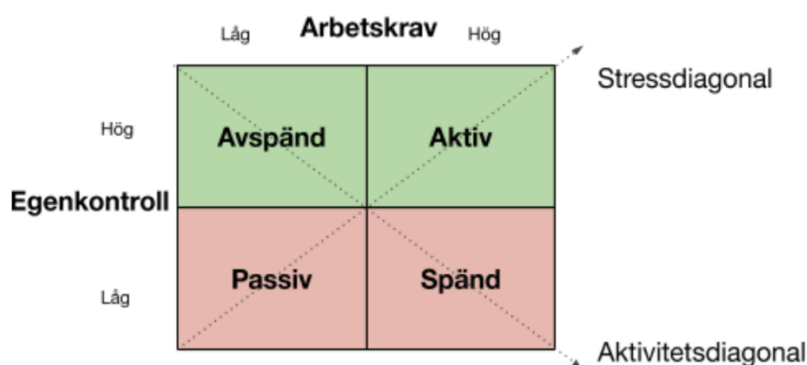 Låg Arbetskrav Hög
Stressdiagonal
Hög Avspänd Aktiv
Egenkontroll
Låg Passiv Spänd
Aktivitetsdiagonal